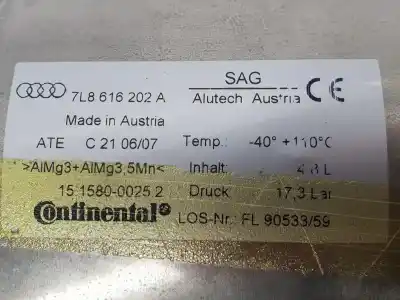 7L8 616 202 A
SAG
Alutech Austria CE
Made in Austria
ATE C 21 06/07
Temp.: -40° +110°C
>AlMg3+AlMg3,5Mn<
Inhalt:
15 1580-0025 2
Druck: 17,3
Continental®
LOS-Nr.: FL 90533/59